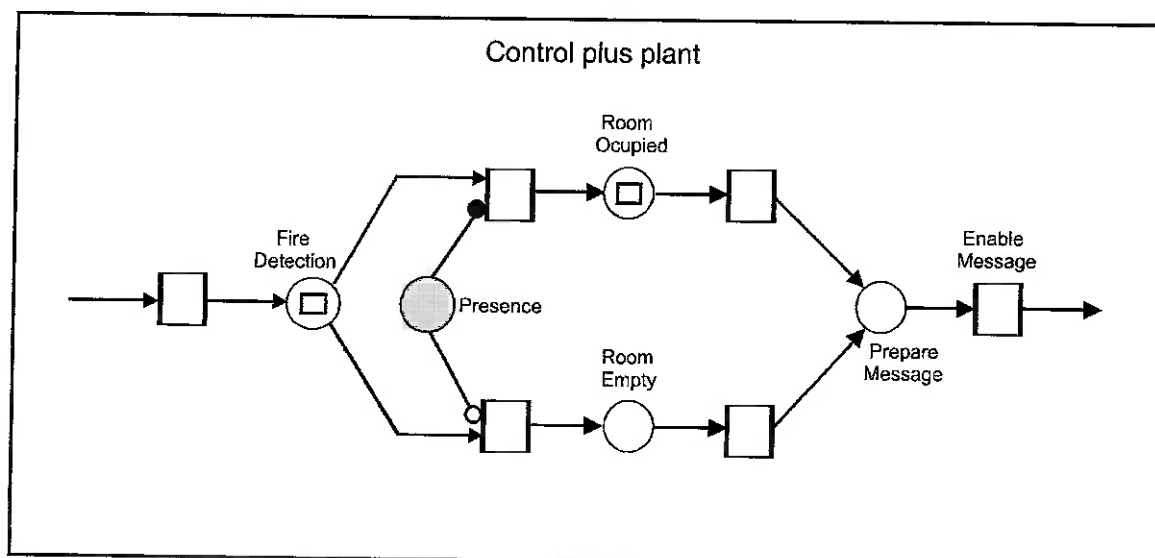 Control plus plant
Room
Ocupied
Fire
Detection
Enable
Message
Presence
Room
Empty
Prepare
Message